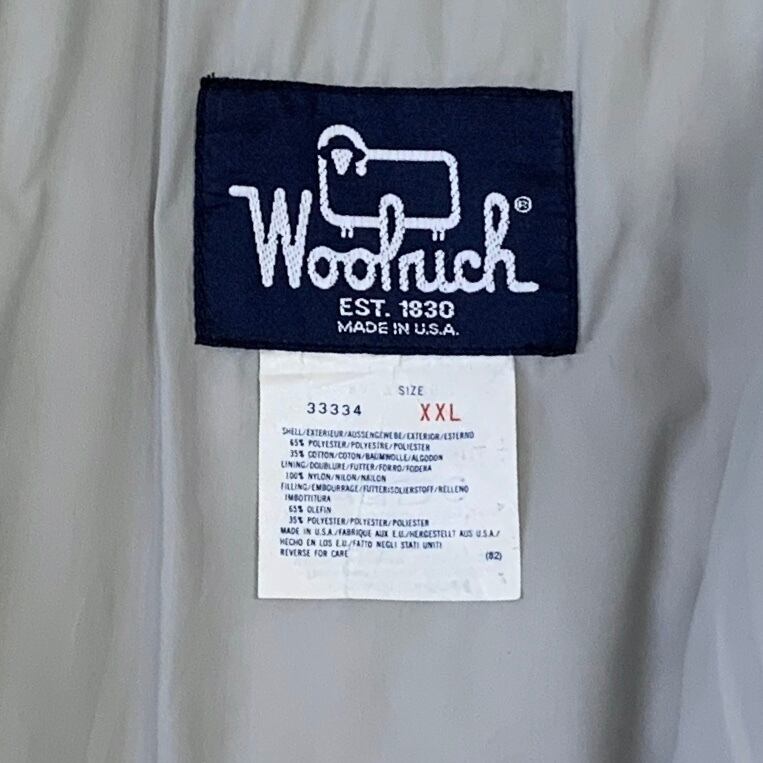 Woolrich®
EST. 1830
MADE IN U.S.A.
SIZE
33334 XXL
SHELL/EXTERIEUR/AUSSENGEWEBE/EXTERIOR/ESTERNO
65% POLYESTER/POLYESTRE/POLIESTER
35% COTTON/COTON/BAUMWOLLE/ALGODON
LINING/DOUBLURE/FUTTER/FORRO/FODERA
100% NYLON/NILON/NAILON
FILLING/EMBOURRAGE/FUTTERISOLIERSTOFF/RELLENO
IMBOTTITURA
65% OLEFIN
35% POLYESTER/POLYESTER/POLIESTER
MADE IN U.S.A./FABRIQUE AUX E.U./HERGESTELLT AUS U.S.A./
HECHO EN LOS E.U./FATTO NEGLI STATI UNITI
REVERSE FOR CARE (82)